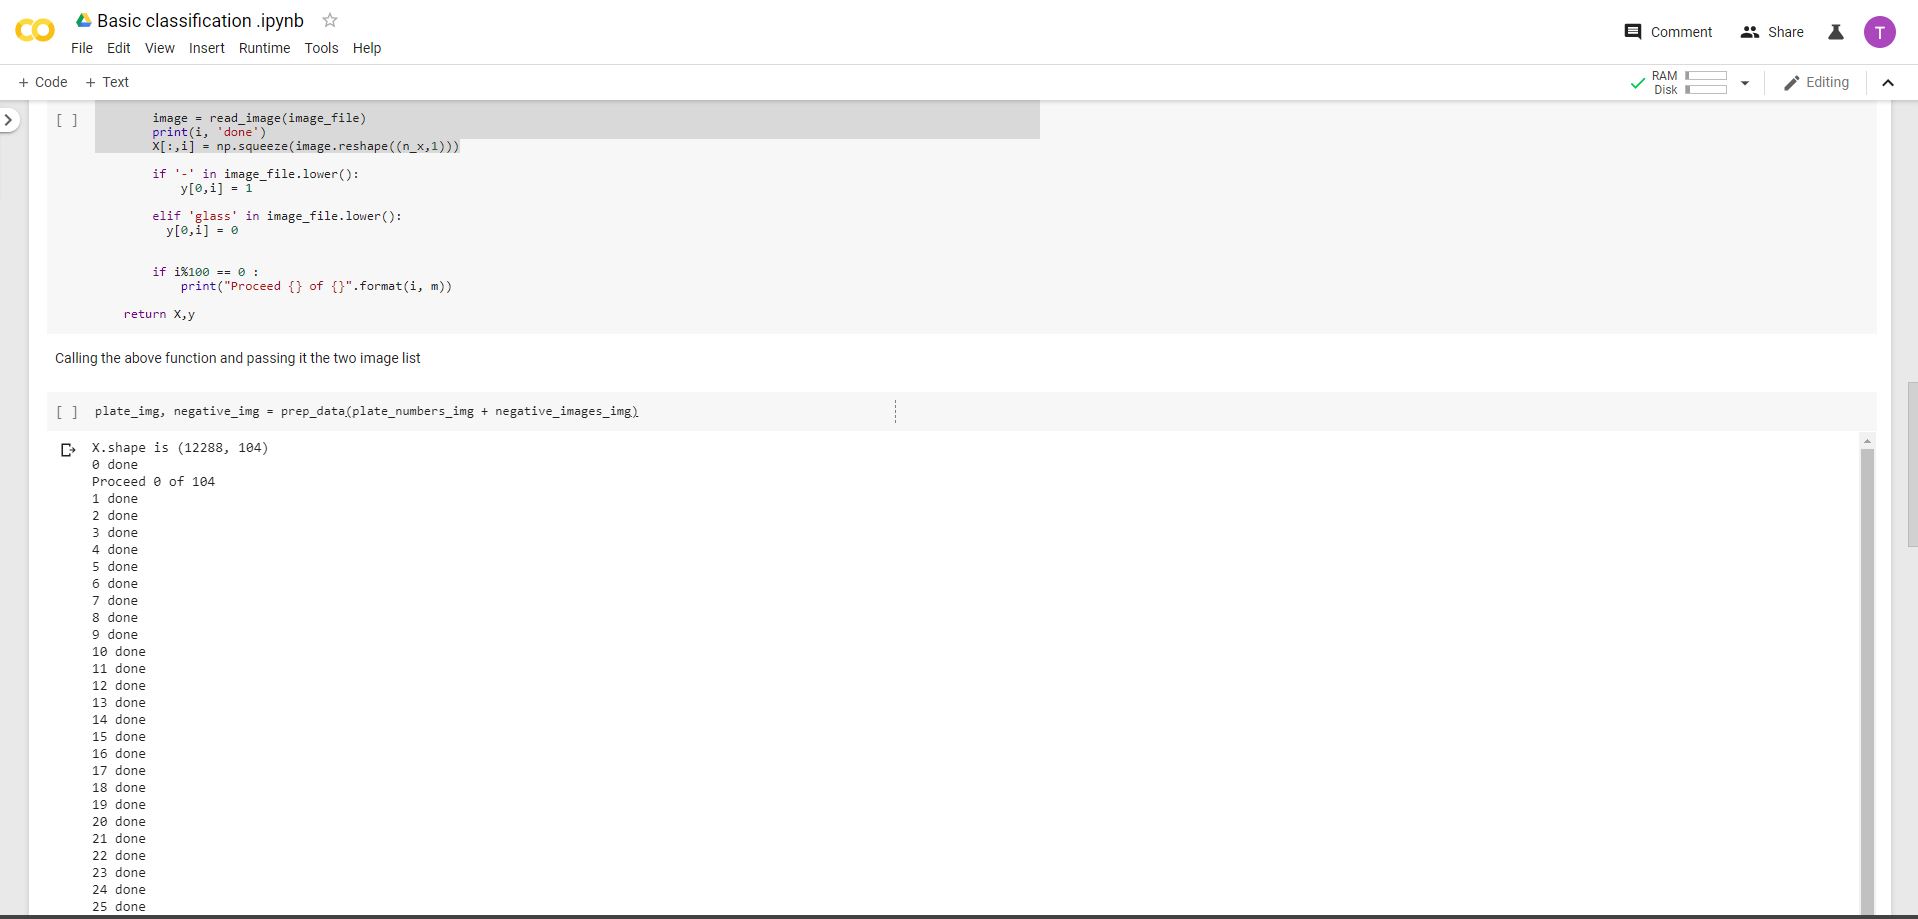 Basic classification .ipynb
File Edit View Insert Runtime Tools Help
Comment Share T
+ Code + Text
RAM
Disk
Editing
[ ]
image = read_image(image_file)
print(i, 'done')
X[:,i] = np.squeeze(image.reshape((n_x,1)))
if '-' in image_file.lower():
y[0,i] = 1
elif 'glass' in image_file.lower():
y[0,i] = 0
if i%100 == 0 :
print("Proceed {} of {}".format(i, m))
return X,y
Calling the above function and passing it the two image list
[ ] plate_img, negative_img = prep_data(plate_numbers_img + negative_images_img)
X.shape is (12288, 104)
0 done
Proceed 0 of 104
1 done
2 done
3 done
4 done
5 done
6 done
7 done
8 done
9 done
10 done
11 done
12 done
13 done
14 done
15 done
16 done
17 done
18 done
19 done
20 done
21 done
22 done
23 done
24 done
25 done